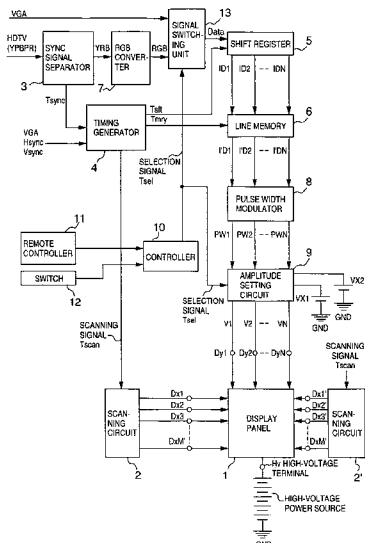 13
VGA
SIGNAL SWITCH-ING UNIT
Data
HDTV (YPBPR)
SYNC SIGNAL SEPARATOR
YRB
RGB CONVER-TER
RGB
SHIFT REGISTER
5
3
7
Tsync
ID1 ID2 --- IDN
Tsft
Tmry
VGA
Hsync
Vsync
TIMING GENERATOR
4
LINE MEMORY
6
SELECTION SIGNAL Tsel
I'D1 I'D2 --- I'DN
PULSE WIDTH MODULATOR
8
11
REMOTE CONTROLLER
10
CONTROLLER
PW1 PW2 --- PWN
SWITCH
12
9
AMPLITUDE SETTING CIRCUIT
VX2
VX1
GND
GND
SELECTION SIGNAL Tsel
SCANNING SIGNAL Tscan
V1 V2 --- VN
SCANNING SIGNAL Tscan
Dy1 Dy2 --- DyN
SCAN-NING CIRCUIT
2
Dx1
Dx2
Dx3
DxM
DISPLAY PANEL
1
Dx1'
Dx2'
Dx3'
DxM'
SCAN-NING CIRCUIT
2'
Hv HIGH-VOLTAGE TERMINAL
HIGH-VOLTAGE POWER SOURCE
GND